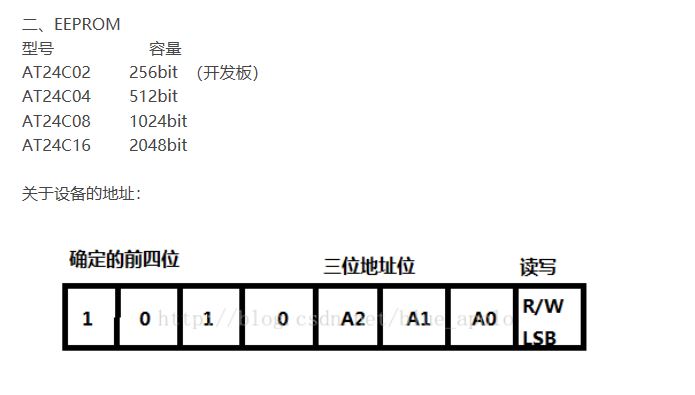 二、EEPROM
型号 容量
AT24C02 256bit (开发板)
AT24C04 512bit
AT24C08 1024bit
AT24C16 2048bit
关于设备的地址：
确定的前四位 三位地址位 读写
1 0 1 0 A2 A1 A0 R/W
LSB
http://blog.csdn.net/blue_apolo